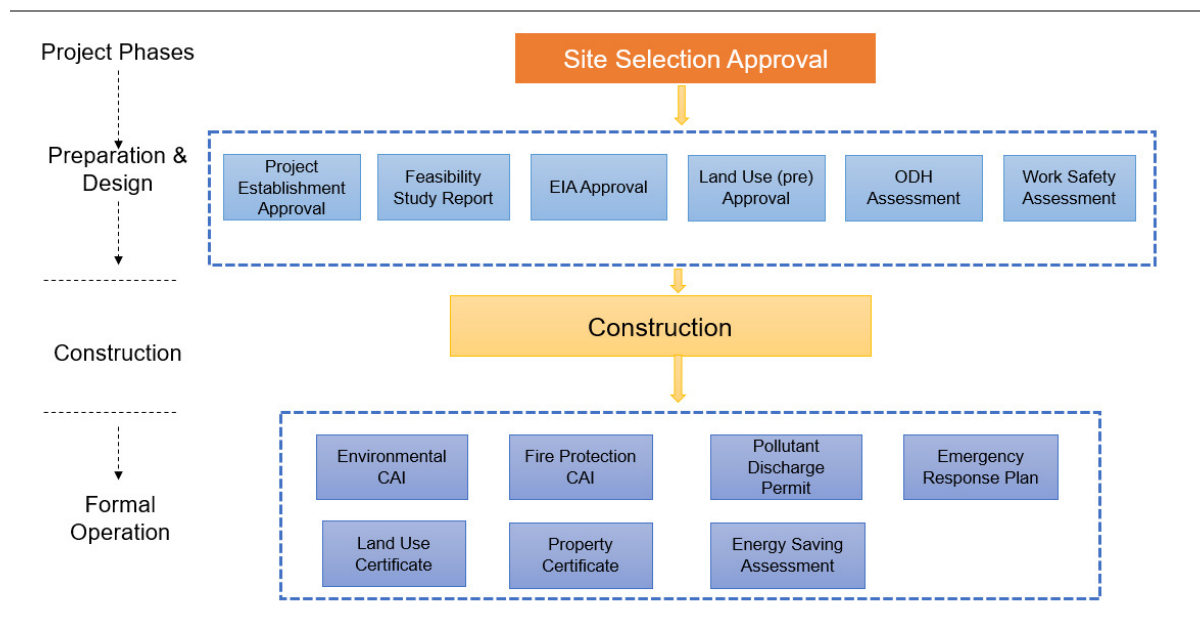 Project Phases
Site Selection Approval
Preparation &
Design
Project
Establishment
Approval
Feasibility
Study Report
EIA Approval
Land Use (pre)
Approval
ODH
Assessment
Work Safety
Assessment
Construction
Construction
Formal
Operation
Environmental
CAI
Fire Protection
CAI
Pollutant
Discharge
Permit
Emergency
Response Plan
Land Use
Certificate
Property
Certificate
Energy Saving
Assessment